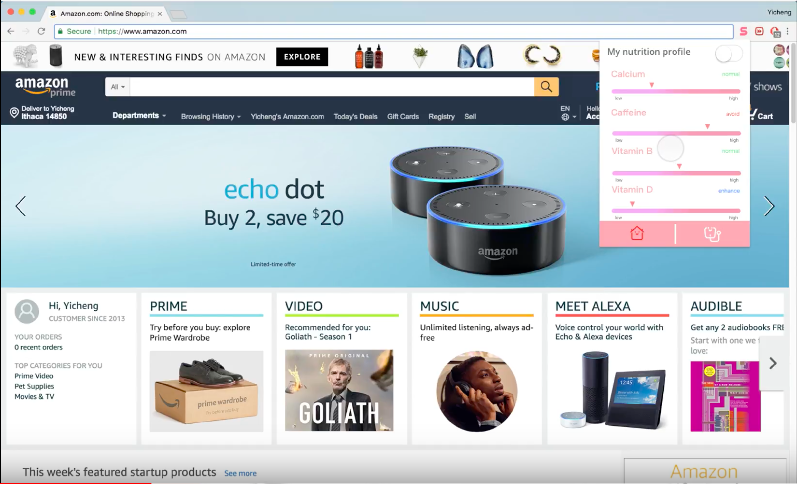 Amazon.com: Online Shopping
Yicheng
Secure | https://www.amazon.com
NEW & INTERESTING FINDS ON AMAZON
EXPLORE
amazon
prime
All
shows
Deliver to Yicheng
Ithaca 14850
Departments
Browsing History
Yicheng's Amazon.com
Today's Deals
Gift Cards
Registry
Sell
EN
Cart
My nutrition profile
Calcium
normal
low
high
Caffeine
avoid
low
high
Vitamin B
normal
low
high
Vitamin D
enhance
low
high
echo dot
Buy 2, save $20
Limited-time offer
amazon
Hi, Yicheng
CUSTOMER SINCE 2013
YOUR ORDERS
0 recent orders
TOP CATEGORIES FOR YOU
Prime Video
Pet Supplies
Movies & TV
PRIME
Try before you buy: explore
Prime Wardrobe
prime wardrobe
VIDEO
Recommended for you:
Goliath - Season 1
PRIME ORIGINAL
GOLIATH
MUSIC
Unlimited listening, always ad-
free
MEET ALEXA
Voice control your world with
Echo & Alexa devices
AUDIBLE
Get any 2 audiobooks FRE
Start with one we
love:
This week's featured startup products
See more
Amazon